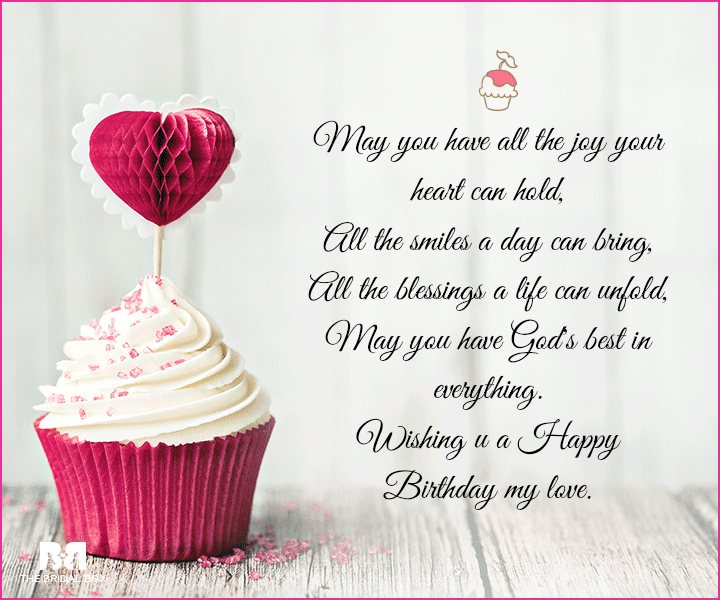 May you have all the joy your
heart can hold,
All the smiles a day can bring,
All the blessings a life can unfold,
May you have God's best in
everything.
Wishing u a Happy
Birthday my love.
THE BRIDAL BOX